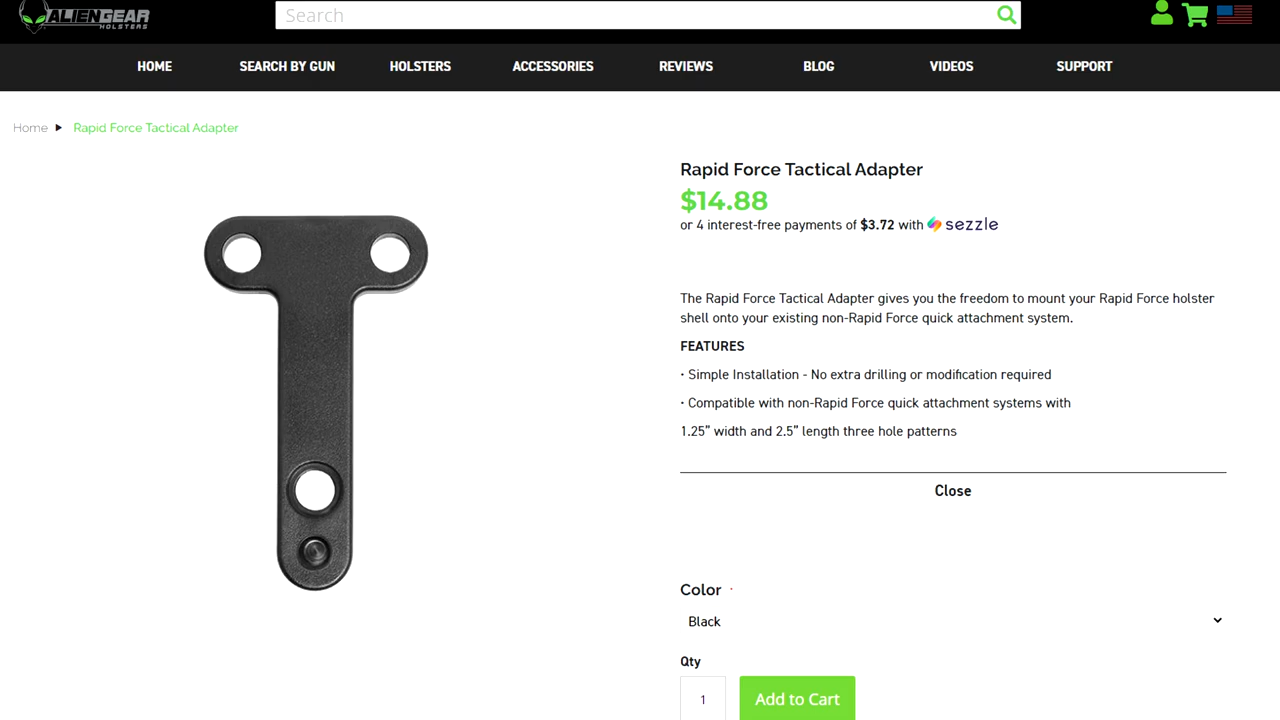 ALIENGEAR
HOLSTERS
Search
HOME
SEARCH BY GUN
HOLSTERS
ACCESSORIES
REVIEWS
BLOG
VIDEOS
SUPPORT
Home
Rapid Force Tactical Adapter
Rapid Force Tactical Adapter
$14.88
or 4 interest-free payments of $3.72 with sezzle
The Rapid Force Tactical Adapter gives you the freedom to mount your Rapid Force holster
shell onto your existing non-Rapid Force quick attachment system.
FEATURES
• Simple Installation - No extra drilling or modification required
• Compatible with non-Rapid Force quick attachment systems with
1.25” width and 2.5” length three hole patterns
Close
Color *
Black
Qty
1
Add to Cart